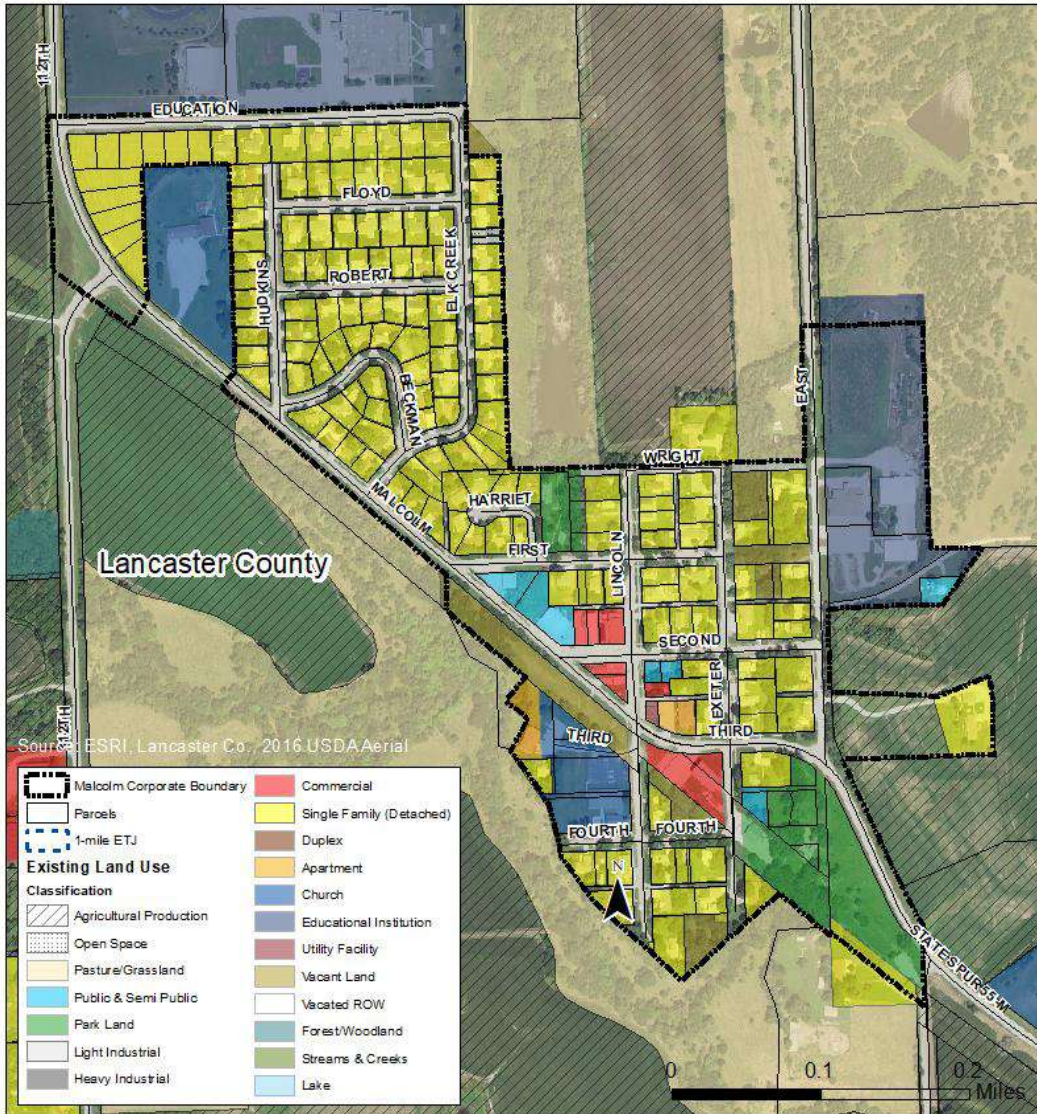 112TH
EDUCATION
FLOYD
HUDKINS
ROBERT
ELK CREEK
BECKMAN
EAST
WRIGHT
MALCOLM
HARRIET
FIRST
LINCOLN
Lancaster County
SECOND
EXETER
112TH
THIRD
THIRD
Source: ESRI, Lancaster Co., 2016 USDA Aerial
FOURTH
FOURTH
N
STATE SPUR 55-M
Malcolm Corporate Boundary
Parcels
1-mile ETJ
Existing Land Use
Classification
Agricultural Production
Open Space
Pasture/Grassland
Public & Semi Public
Park Land
Light Industrial
Heavy Industrial
Commercial
Single Family (Detached)
Duplex
Apartment
Church
Educational Institution
Utility Facility
Vacant Land
Vacated ROW
Forest/Woodland
Streams & Creeks
Lake
0 0.1 0.2
Miles